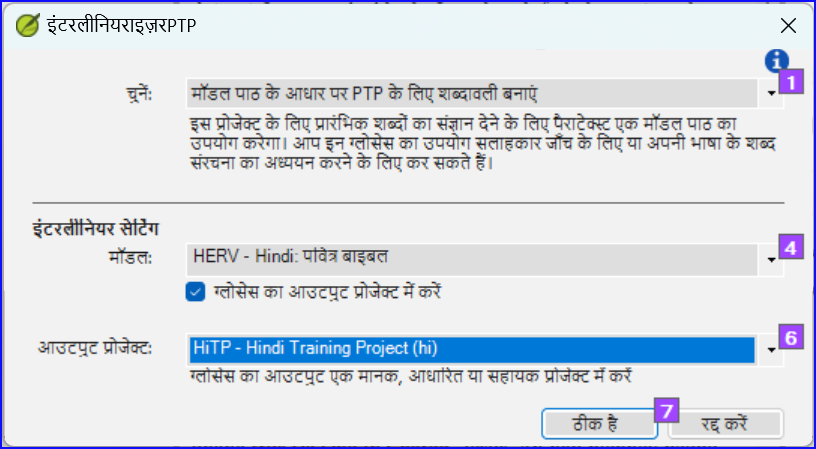 इंटरलीनियराइज़रPTP
1
चुनें: मॉडल पाठ के आधार पर PTP के लिए शब्दावली बनाएं
इस प्रोजेक्ट के लिए प्रारंभिक शब्दों का संज्ञान देने के लिए पैराटेक्स्ट एक मॉडल पाठ का
उपयोग करेगा। आप इन ग्लोसेस का उपयोग सलाहकार जाँच के लिए या अपनी भाषा के शब्द
संरचना का अध्ययन करने के लिए कर सकते हैं।
इंटरलीनियर सेटिंग
मॉडल: HERV - Hindi: पवित्र बाइबल 4
ग्लोसेस का आउटपुट प्रोजेक्ट में करें
आउटपुट प्रोजेक्ट: HiTP - Hindi Training Project (hi) 6
ग्लोसेस का आउटपुट एक मानक, आधारित या सहायक प्रोजेक्ट में करें
ठीक है 7 रद्द करें